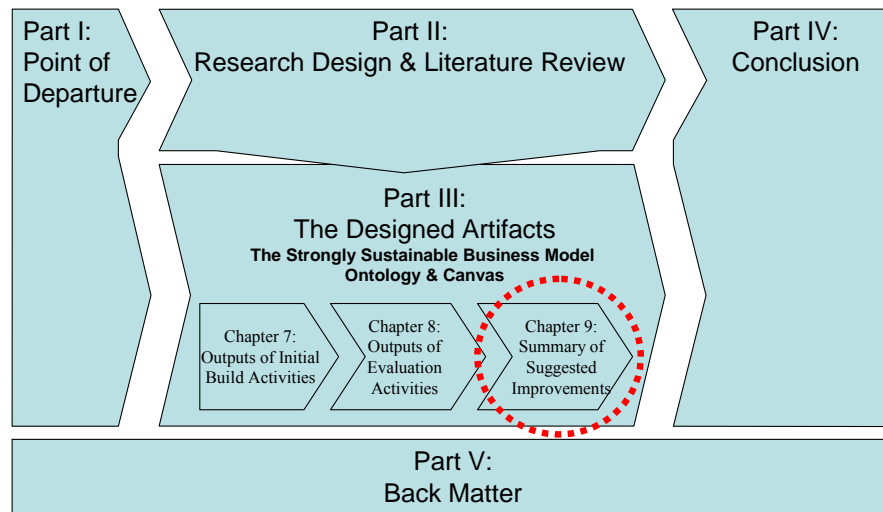 Part I:
Point of
Departure
Part II:
Research Design & Literature Review
Part IV:
Conclusion
Part III:
The Designed Artifacts
The Strongly Sustainable Business Model
Ontology & Canvas
Chapter 7:
Outputs of Initial
Build Activities
Chapter 8:
Outputs of
Evaluation
Activities
Chapter 9:
Summary of
Suggested
Improvements
Part V:
Back Matter